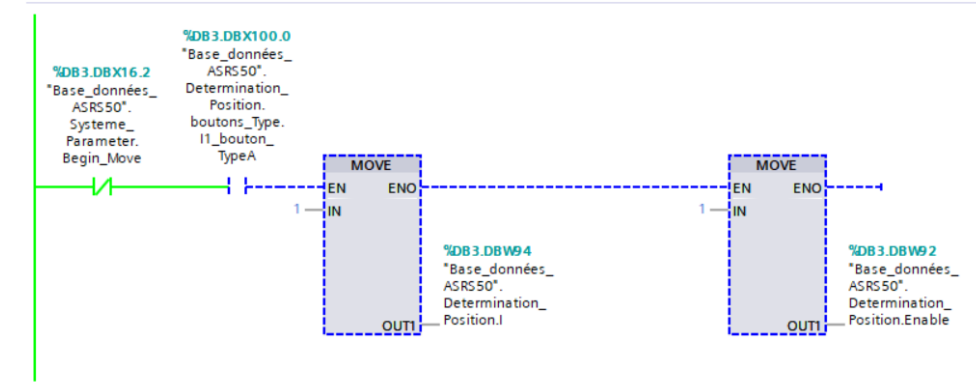 %DB3.DBX16.2
"Base_données_
ASRS50".
Systeme_
Parameter.
Begin_Move
%DB3.DBX100.0
"Base_données_
ASRS50".
Determination_
Position.
boutons_Type.
I1_bouton_
TypeA
MOVE
EN ENO
1 IN
OUT1
%DB3.DBW94
"Base_données_
ASRS50".
Determination_
Position.I
MOVE
EN ENO
1 IN
OUT1
%DB3.DBW92
"Base_données_
ASRS50".
Determination_
Position.Enable